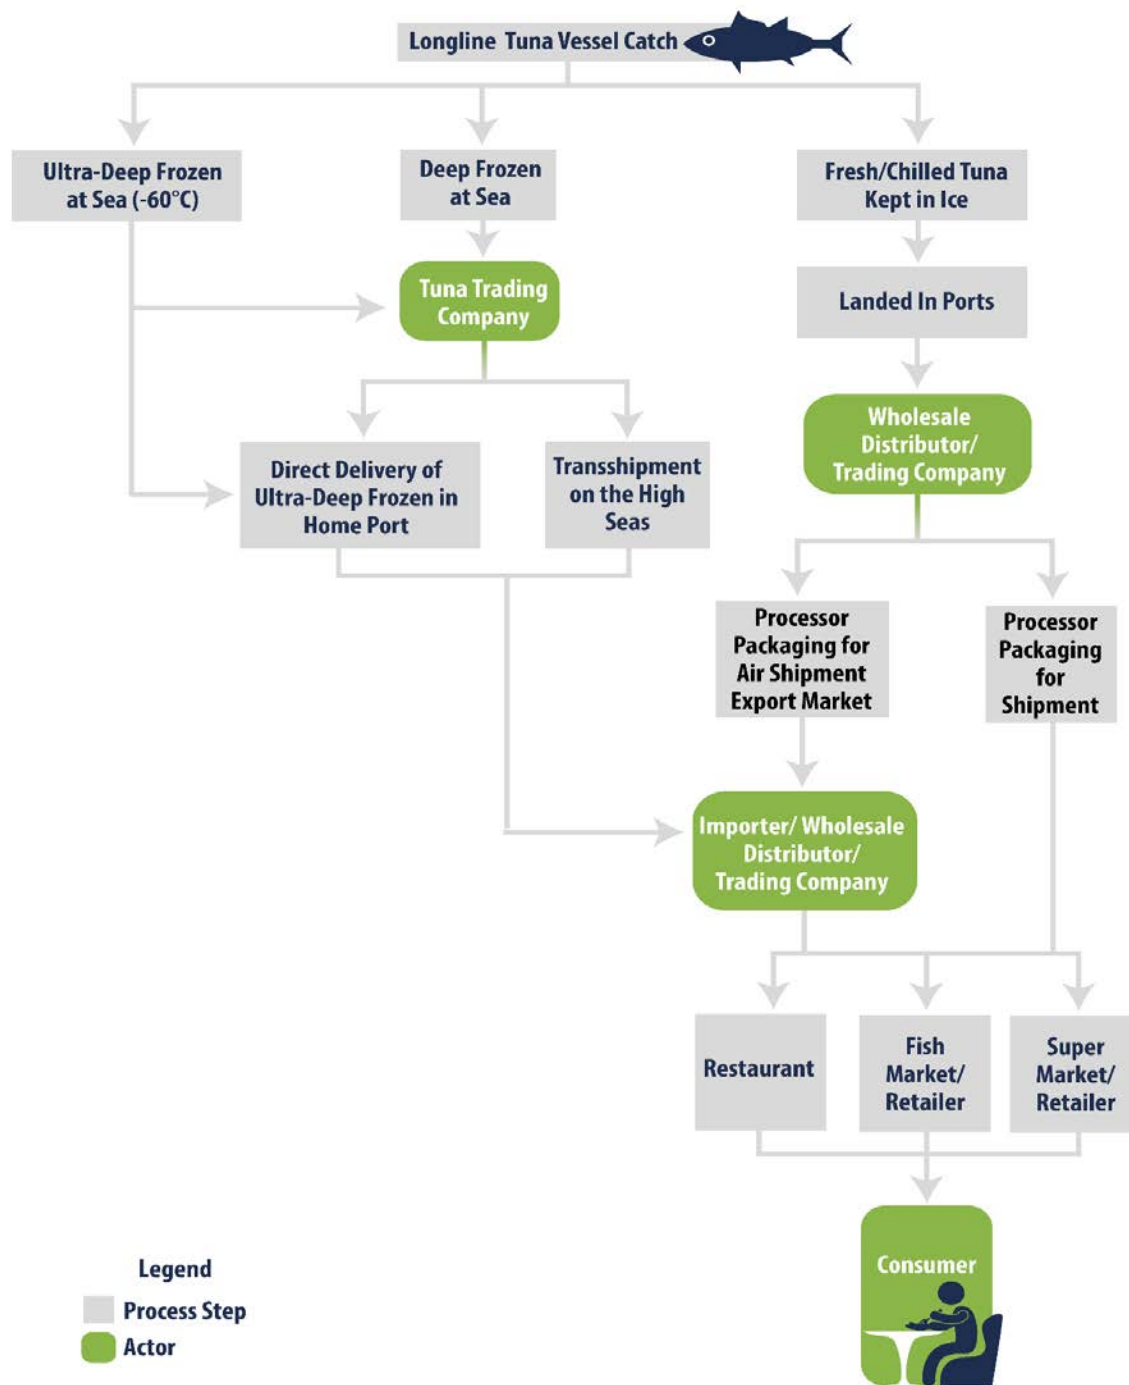 Longline Tuna Vessel Catch
Ultra-Deep Frozen
at Sea (-60°C)
Deep Frozen
at Sea
Fresh/Chilled Tuna
Kept in Ice
Tuna Trading
Company
Landed In Ports
Direct Delivery of
Ultra-Deep Frozen in
Home Port
Transshipment
on the High
Seas
Wholesale
Distributor/
Trading Company
Processor
Packaging for
Air Shipment
Export Market
Processor
Packaging
for
Shipment
Importer/ Wholesale
Distributor/
Trading Company
Restaurant
Fish
Market/
Retailer
Super
Market/
Retailer
Consumer
Legend
Process Step
Actor